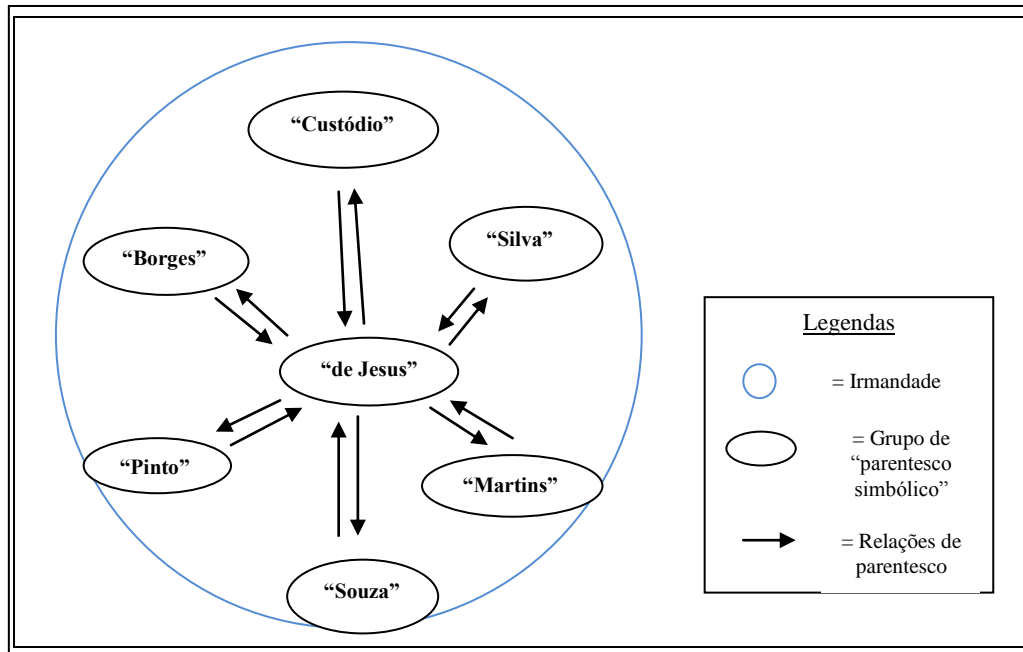 “Custódio”
“Silva”
“Borges”
“de Jesus”
“Pinto”
“Martins”
“Souza”
Legendas
= Irmandade
= Grupo de
“parentesco
simbólico”
= Relações de
parentesco